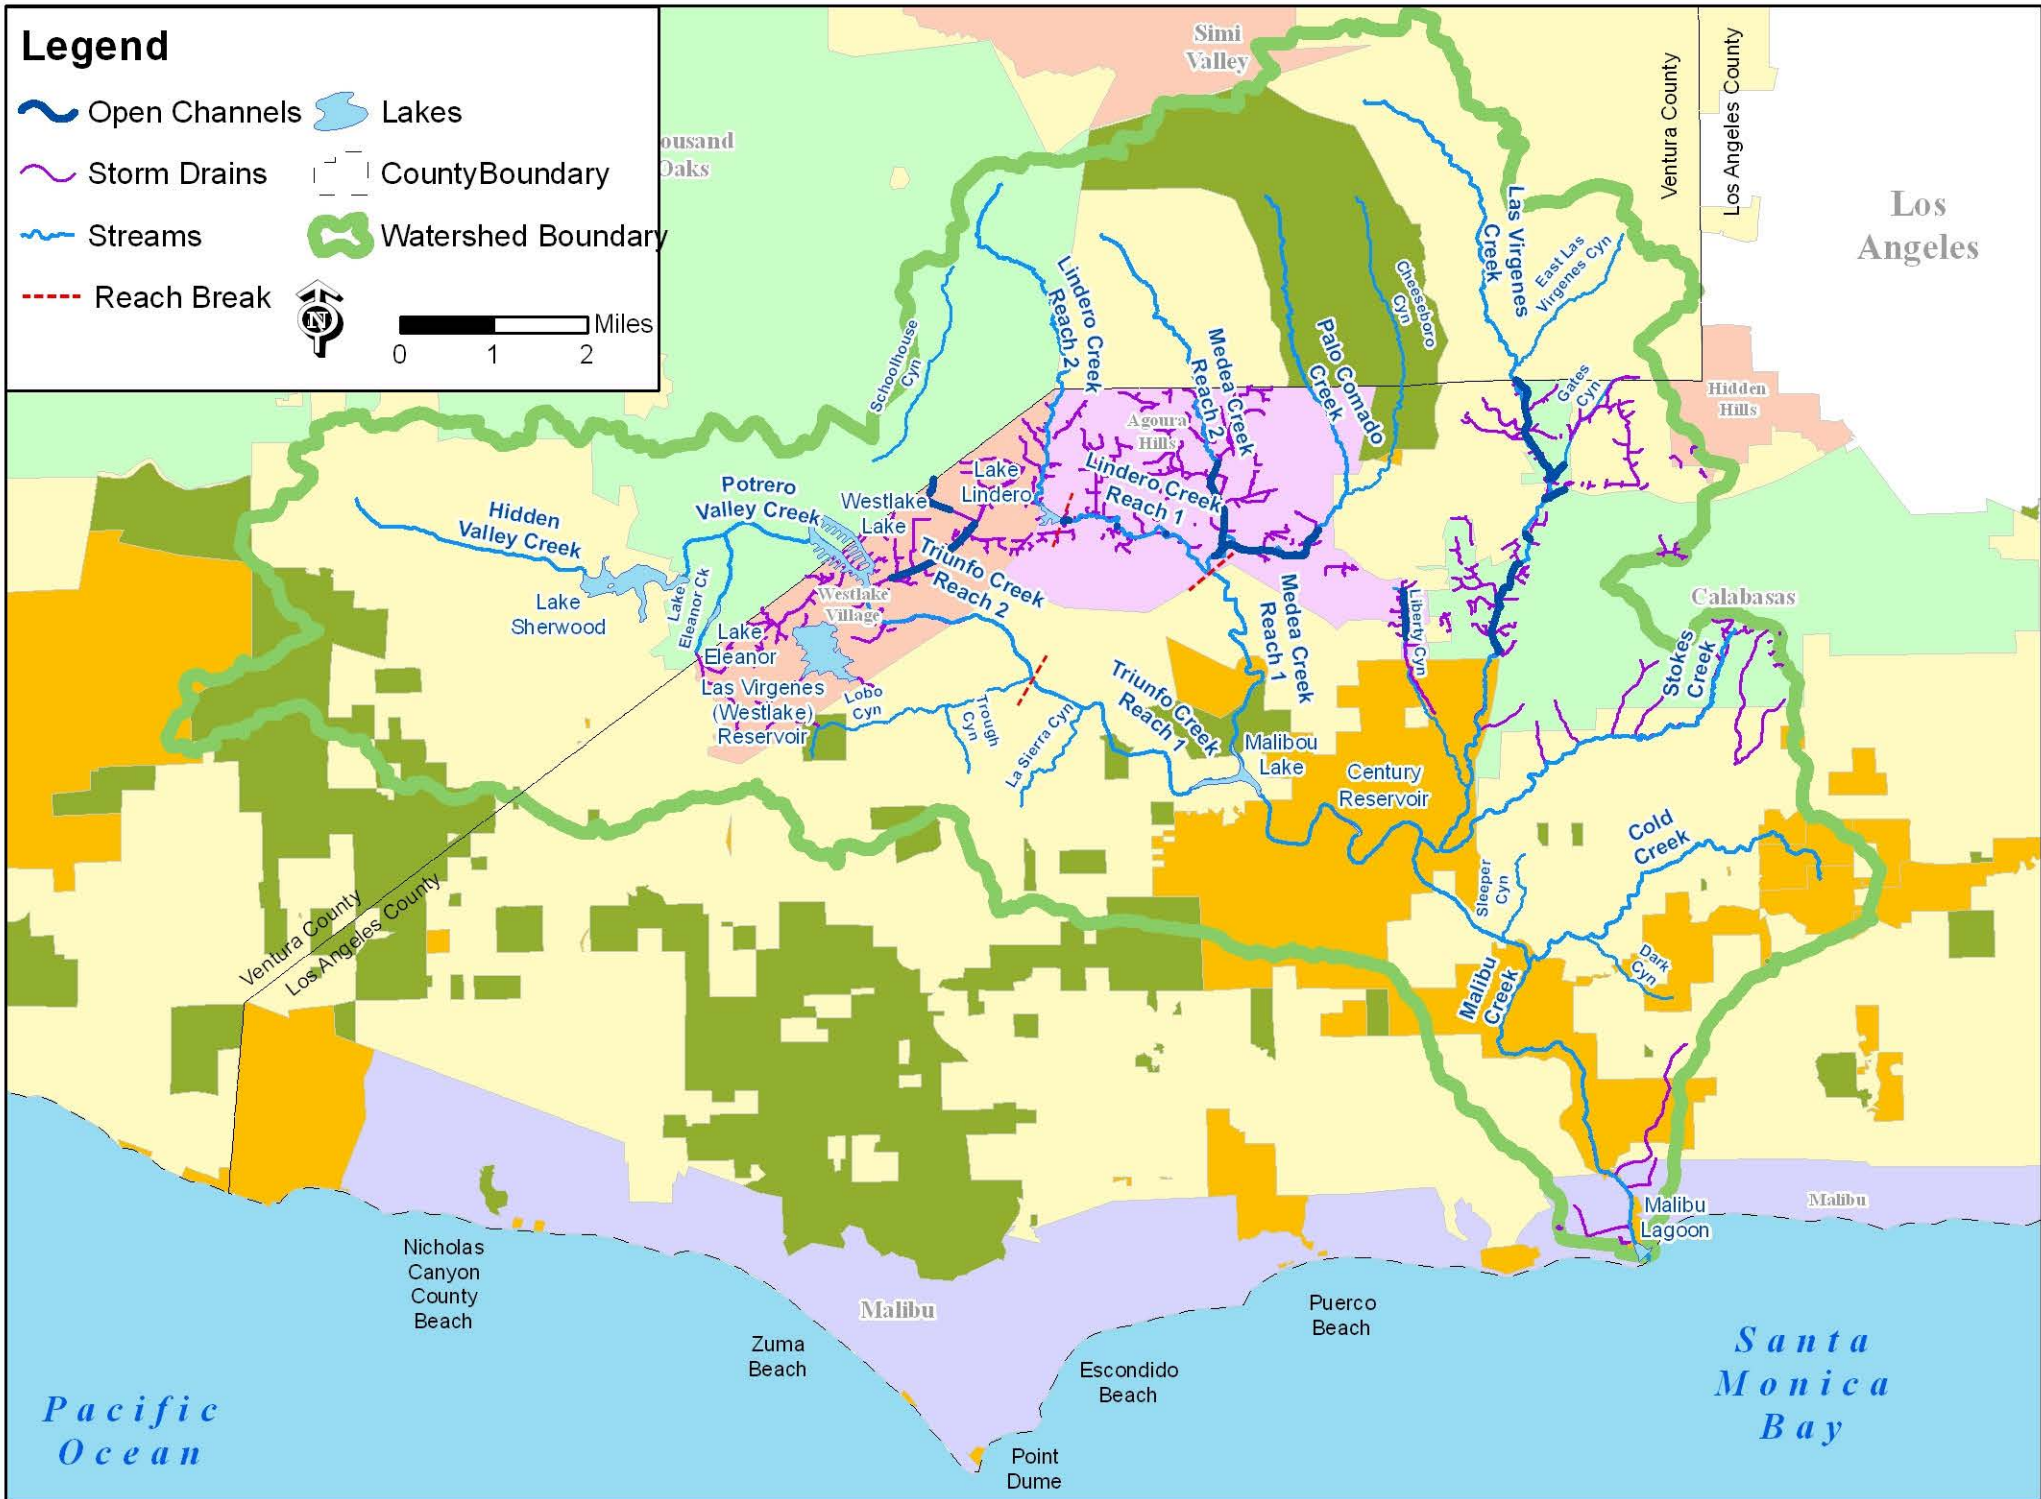 Legend
Open Channels
Lakes
Storm Drains
CountyBoundary
Streams
Watershed Boundary
Reach Break
N
Miles
0 1 2
ousand
Oaks
Simi
Valley
Ventura County
Los Angeles County
Los
Angeles
Las Virgenes
Creek
East Las
Virgenes Cyn
Cheeseboro
Cyn
Palo Comado
Creek
Medea Creek
Reach 2
Lindero Creek
Reach 2
Schoolhouse
Cyn
Gates
Cyn
Hidden
Hills
Agoura
Hills
Lake
Lindero
Lindero Creek
Reach 1
Westlake
Lake
Potrero
Valley Creek
Hidden
Valley Creek
Lake
Sherwood
Lake
Eleanor Ck
Triunfo Creek
Reach 2
Westlake
Village
Lake
Eleanor
Las Virgenes
(Westlake)
Reservoir
Lobo
Cyn
Trough
Cyn
La Sierra Cyn
Triunfo Creek
Reach 1
Medea Creek
Reach 1
Liberty Cyn
Calabasas
Stokes
Creek
Malibou
Lake
Century
Reservoir
Cold
Creek
Sleeper
Cyn
Dark
Cyn
Malibu
Creek
Ventura County
Los Angeles County
Malibu
Lagoon
Malibu
Nicholas
Canyon
County
Beach
Malibu
Zuma
Beach
Escondido
Beach
Puerco
Beach
Point
Dume
Pacific
Ocean
Santa
Monica
Bay